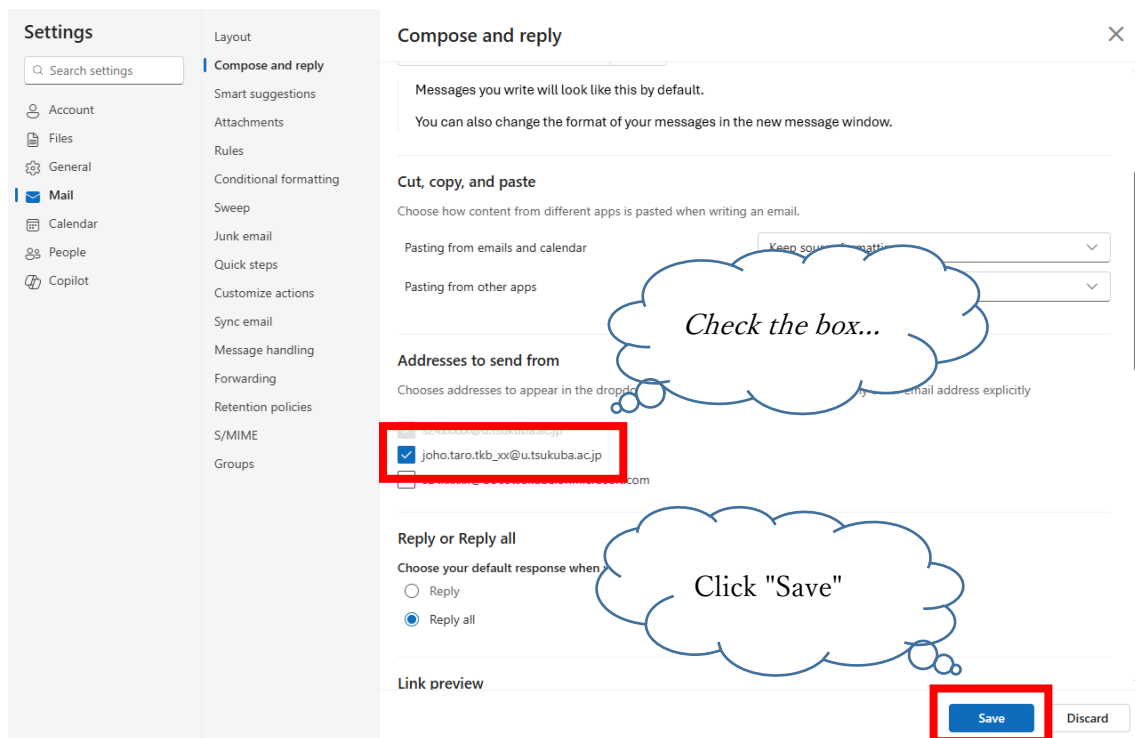 Settings
Search settings
Account
Files
General
Mail
Calendar
People
Copilot
Layout
Compose and reply
Smart suggestions
Attachments
Rules
Conditional formatting
Sweep
Junk email
Quick steps
Customize actions
Sync email
Message handling
Forwarding
Retention policies
S/MIME
Groups
Compose and reply
Messages you write will look like this by default.
You can also change the format of your messages in the new message window.
Cut, copy, and paste
Choose how content from different apps is pasted when writing an email.
Pasting from emails and calendar
Keep source formatting
Pasting from other apps
Check the box...
Addresses to send from
Chooses addresses to appear in the email address explicitly
joho.taro.tkb_xx@u.tsukuba.ac.jp
Reply or Reply all
Choose your default response when
Reply
Reply all
Click "Save"
Link preview
Save
Discard